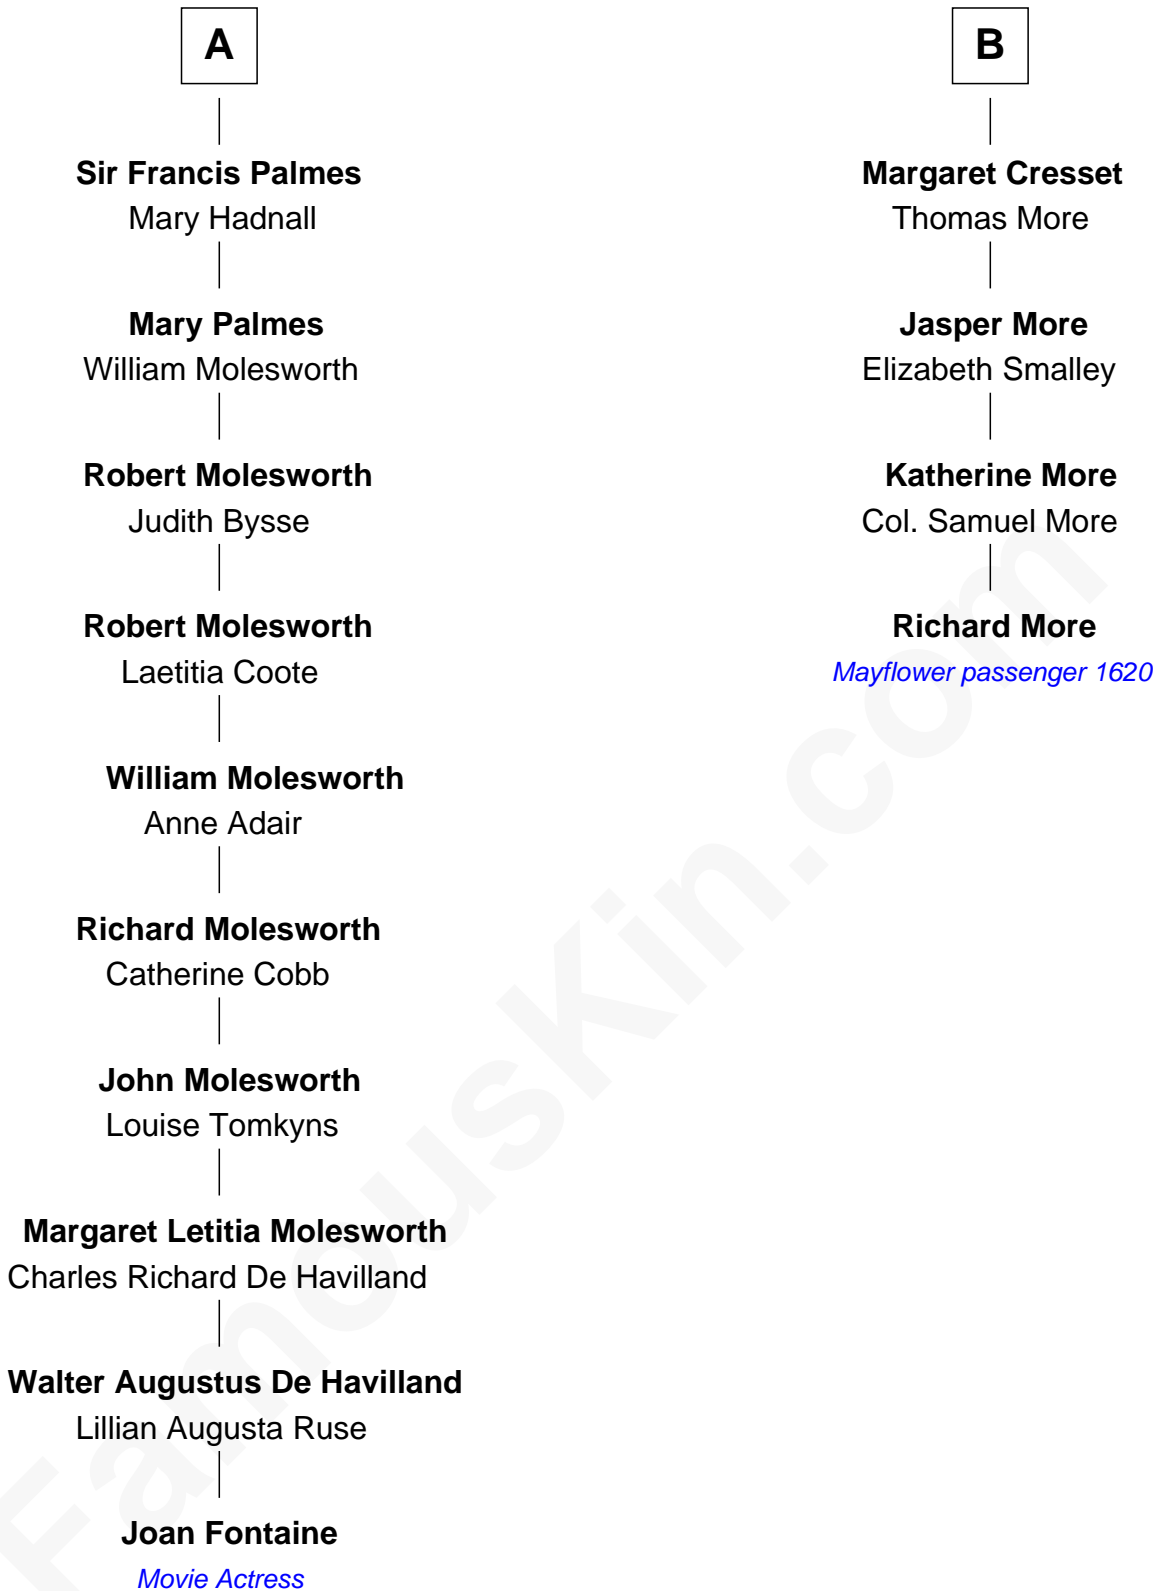 A
Sir Francis Palmes
Mary Hadnall
Mary Palmes
William Molesworth
Robert Molesworth
Judith Bysse
Robert Molesworth
Laetitia Coote
William Molesworth
Anne Adair
Richard Molesworth
Catherine Cobb
John Molesworth
Louise Tomkyns
Margaret Letitia Molesworth
Charles Richard De Havilland
Walter Augustus De Havilland
Lillian Augusta Ruse
Joan Fontaine
Movie Actress
B
Margaret Cresset
Thomas More
Jasper More
Elizabeth Smalley
Katherine More
Col. Samuel More
Richard More
Mayflower passenger 1620
FamousKin.com